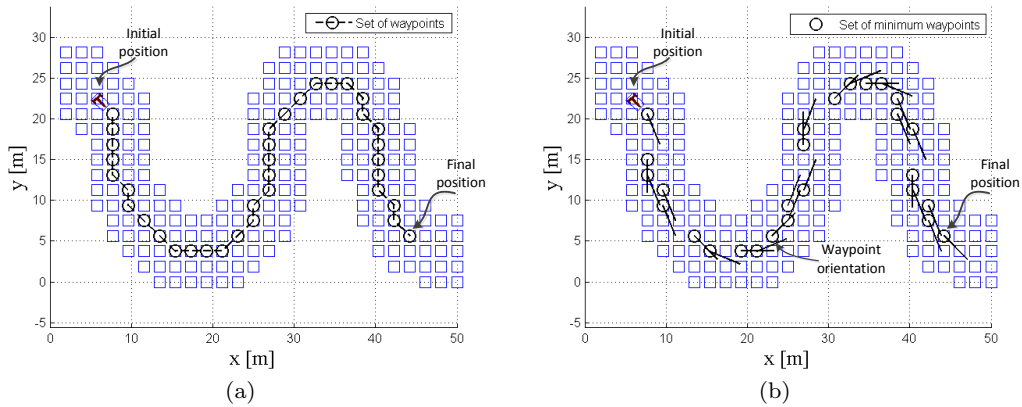 Set of waypoints
Initial
position
Final
position
30
25
20
15
10
5
0
-5
y [m]
0
10
20
30
40
50
x [m]
(a)
Set of minimum waypoints
Initial
position
Final
position
Waypoint
orientation
30
25
20
15
10
5
0
-5
y [m]
0
10
20
30
40
50
x [m]
(b)